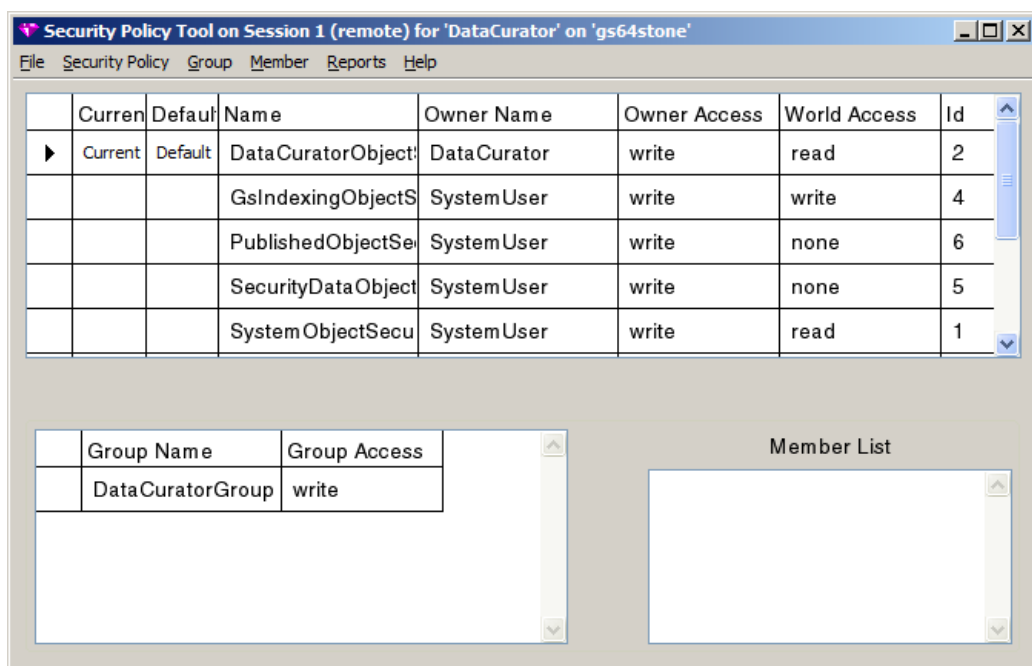 Security Policy Tool on Session 1 (remote) for 'DataCurator' on 'gs64stone'
File Security Policy Group Member Reports Help
Curren Defaul Name Owner Name Owner Access World Access Id
Current Default DataCuratorObjectS DataCurator write read 2
GsIndexingObjectS SystemUser write write 4
PublishedObjectSe SystemUser write none 6
SecurityDataObject SystemUser write none 5
SystemObjectSecu SystemUser write read 1
Group Name Group Access
DataCuratorGroup write
Member List